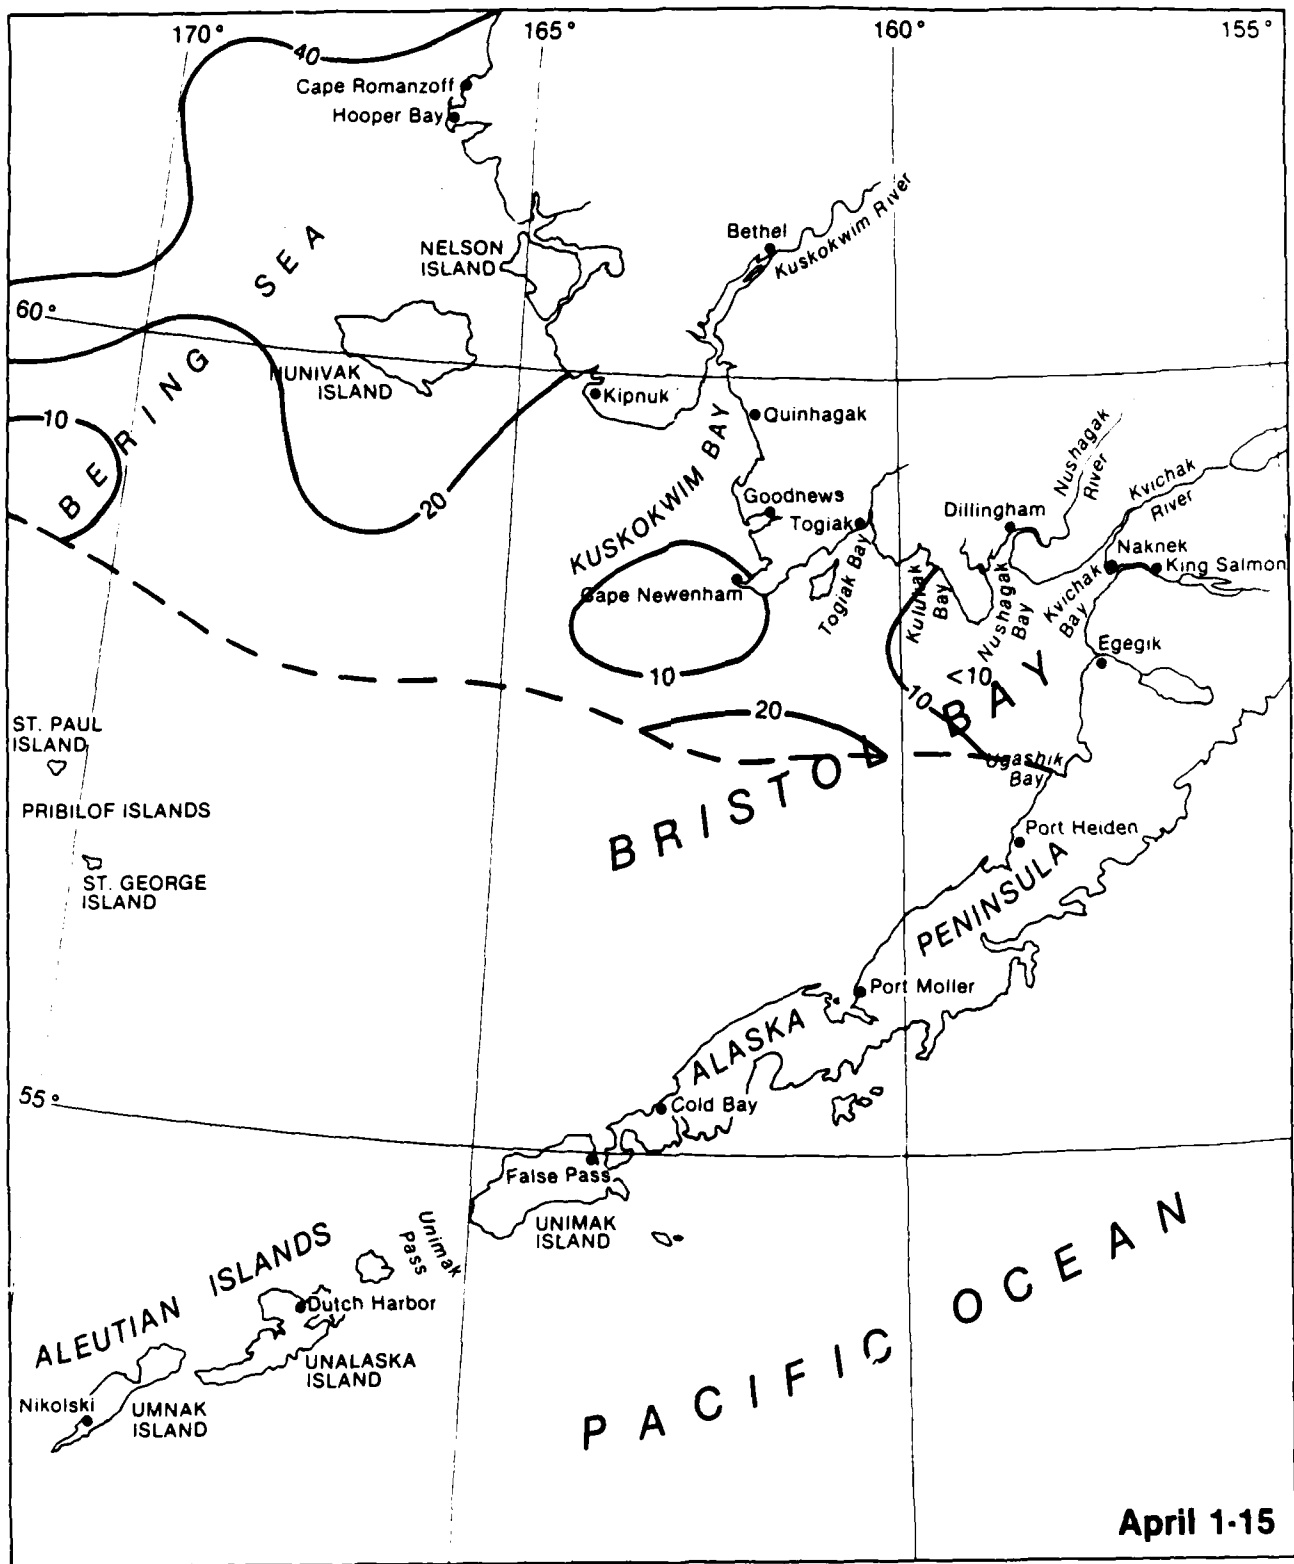 170°
165°
160°
155°
40
Cape Romanzoff
Hooper Bay
Bethel
Kuskokwim River
NELSON
ISLAND
BERING SEA
60°
NUNIVAK
ISLAND
Kipnuk
Quinhagak
10
20
KUSKOKWIM BAY
Goodnews
Togiak
Dillingham
Nushagak
River
Kvichak
River
Naknek
King Salmon
Cape Newenham
Togiak Bay
Kulukak
Bay
Nushagak
Bay
Kvichak
Bay
Egegik
10
<10
10
20
ST. PAUL
ISLAND
Ugashik
Bay
BRISTOL BAY
PRIBILOF ISLANDS
Port Heiden
ST. GEORGE
ISLAND
ALASKA PENINSULA
Port Moller
55°
Cold Bay
False Pass
UNIMAK
ISLAND
Unimak
Pass
ALEUTIAN ISLANDS
Dutch Harbor
UNALASKA
ISLAND
Nikolski
UMNAK
ISLAND
PACIFIC OCEAN
April 1-15